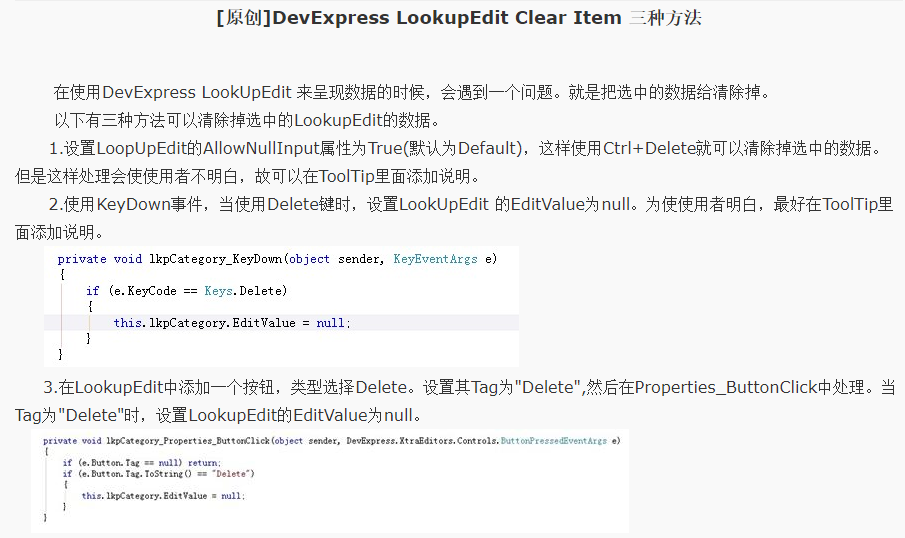 [原创]DevExpress LookupEdit Clear Item 三种方法
在使用DevExpress LookUpEdit 来呈现数据的时候，会遇到一个问题。就是把选中的数据给清除掉。
以下有三种方法可以清除掉选中的LookupEdit的数据。
1.设置LoopUpEdit的AllowNullInput属性为True(默认为Default)，这样使用Ctrl+Delete就可以清除掉选中的数据。
但是这样处理会使使用者不明白，故可以在ToolTip里面添加说明。
2.使用KeyDown事件，当使用Delete键时，设置LookUpEdit 的EditValue为null。为使使用者明白，最好在ToolTip里
面添加说明。
private void lkpCategory_KeyDown(object sender, KeyEventArgs e)
{
if (e.KeyCode == Keys.Delete)
{
this.lkpCategory.EditValue = null;
}
}
3.在LookupEdit中添加一个按钮，类型选择Delete。设置其Tag为"Delete",然后在Properties_ButtonClick中处理。当
Tag为"Delete"时，设置LookupEdit的EditValue为null。
private void lkpCategory_Properties_ButtonClick(object sender, DevExpress.XtraEditors.Controls.ButtonPressedEventArgs e)
{
if (e.Button.Tag == null) return;
if (e.Button.Tag.ToString() == "Delete")
{
this.lkpCategory.EditValue = null;
}
}